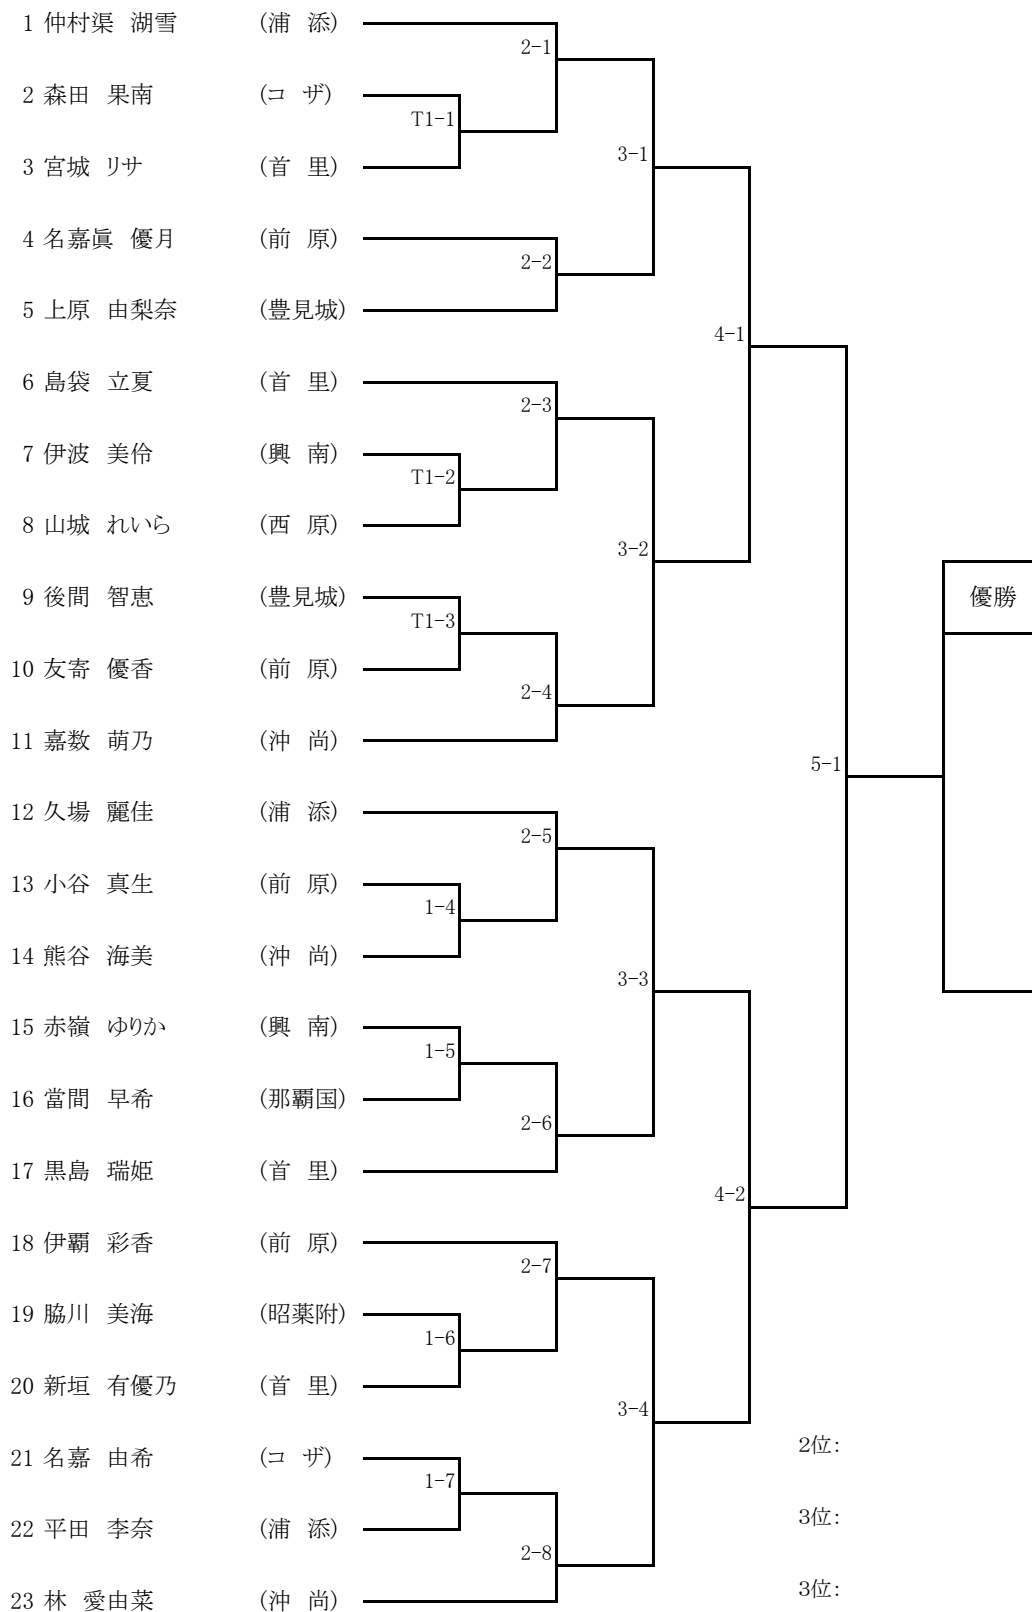 1 仲村渠 湖雪 (浦 添)
2-1
2 森田 果南 (コ ザ)
T1-1
3 宮城 リサ (首 里)
3-1
4 名嘉眞 優月 (前 原)
2-2
5 上原 由梨奈 (豊見城)
4-1
6 島袋 立夏 (首 里)
2-3
7 伊波 美伶 (興 南)
T1-2
8 山城 れいら (西 原)
3-2
9 後間 智恵 (豊見城)
優勝
T1-3
10 友寄 優香 (前 原)
2-4
11 嘉数 萌乃 (沖 尚)
5-1
12 久場 麗佳 (浦 添)
2-5
13 小谷 真生 (前 原)
1-4
14 熊谷 海美 (沖 尚)
3-3
15 赤嶺 ゆりか (興 南)
1-5
16 當間 早希 (那覇国)
2-6
17 黒島 瑞姫 (首 里)
4-2
18 伊覇 彩香 (前 原)
2-7
19 脇川 美海 (昭薬附)
1-6
20 新垣 有優乃 (首 里)
3-4
2位:
21 名嘉 由希 (コ ザ)
1-7
3位:
22 平田 李奈 (浦 添)
2-8
3位:
23 林 愛由菜 (沖 尚)